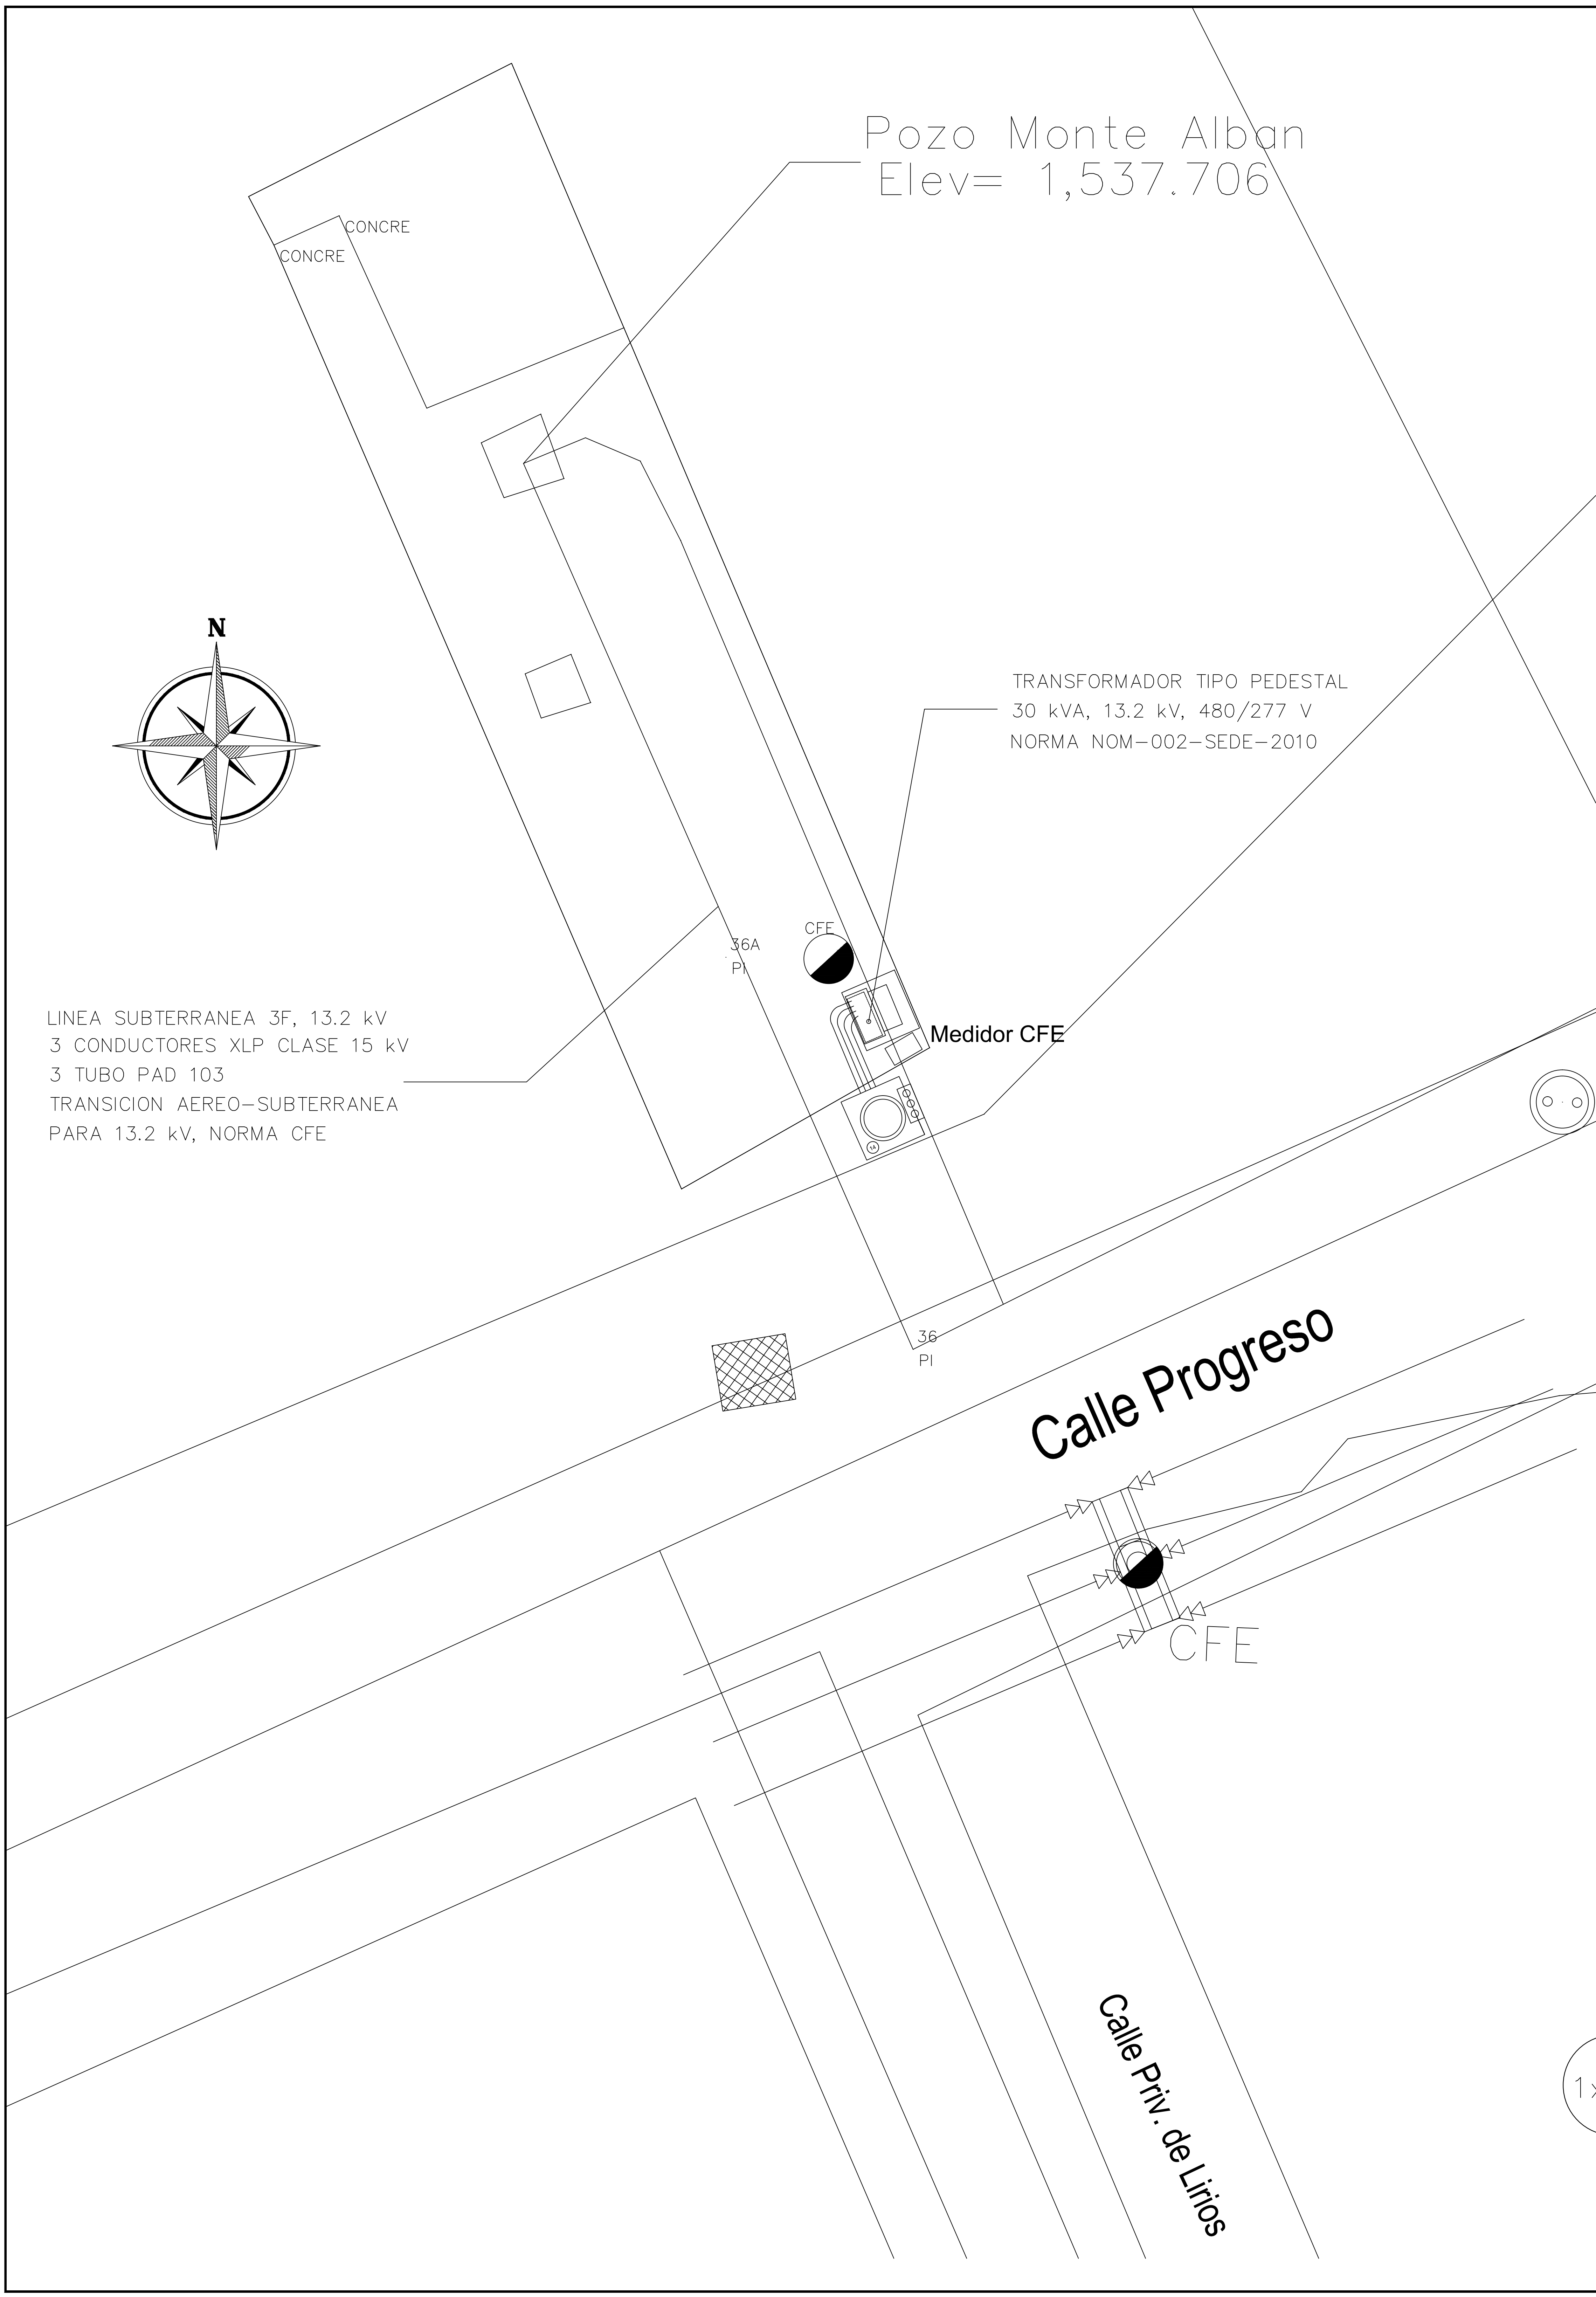 Pozo Monte Alban
Elev= 1,537.706
CONCRE
CONCRE
N
TRANSFORMADOR TIPO PEDESTAL
30 kVA, 13.2 kV, 480/277 V
NORMA NOM-002-SEDE-2010
CFE
36A
PI
LINEA SUBTERRANEA 3F, 13.2 kV
3 CONDUCTORES XLP CLASE 15 kV
3 TUBO PAD 103
TRANSICION AEREO-SUBTERRANEA
PARA 13.2 kV, NORMA CFE
Medidor CFE
36
PI
Calle Progreso
CFE
Calle Priv. de Lirios